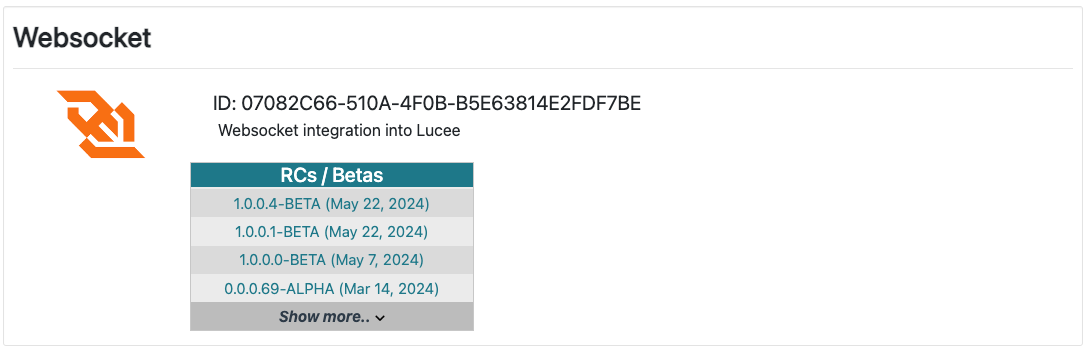 Websocket
ID: 07082C66-510A-4F0B-B5E63814E2FDF7BE
Websocket integration into Lucee
RCs / Betas
1.0.0.4-BETA (May 22, 2024)
1.0.0.1-BETA (May 22, 2024)
1.0.0.0-BETA (May 7, 2024)
0.0.0.69-ALPHA (Mar 14, 2024)
Show more..